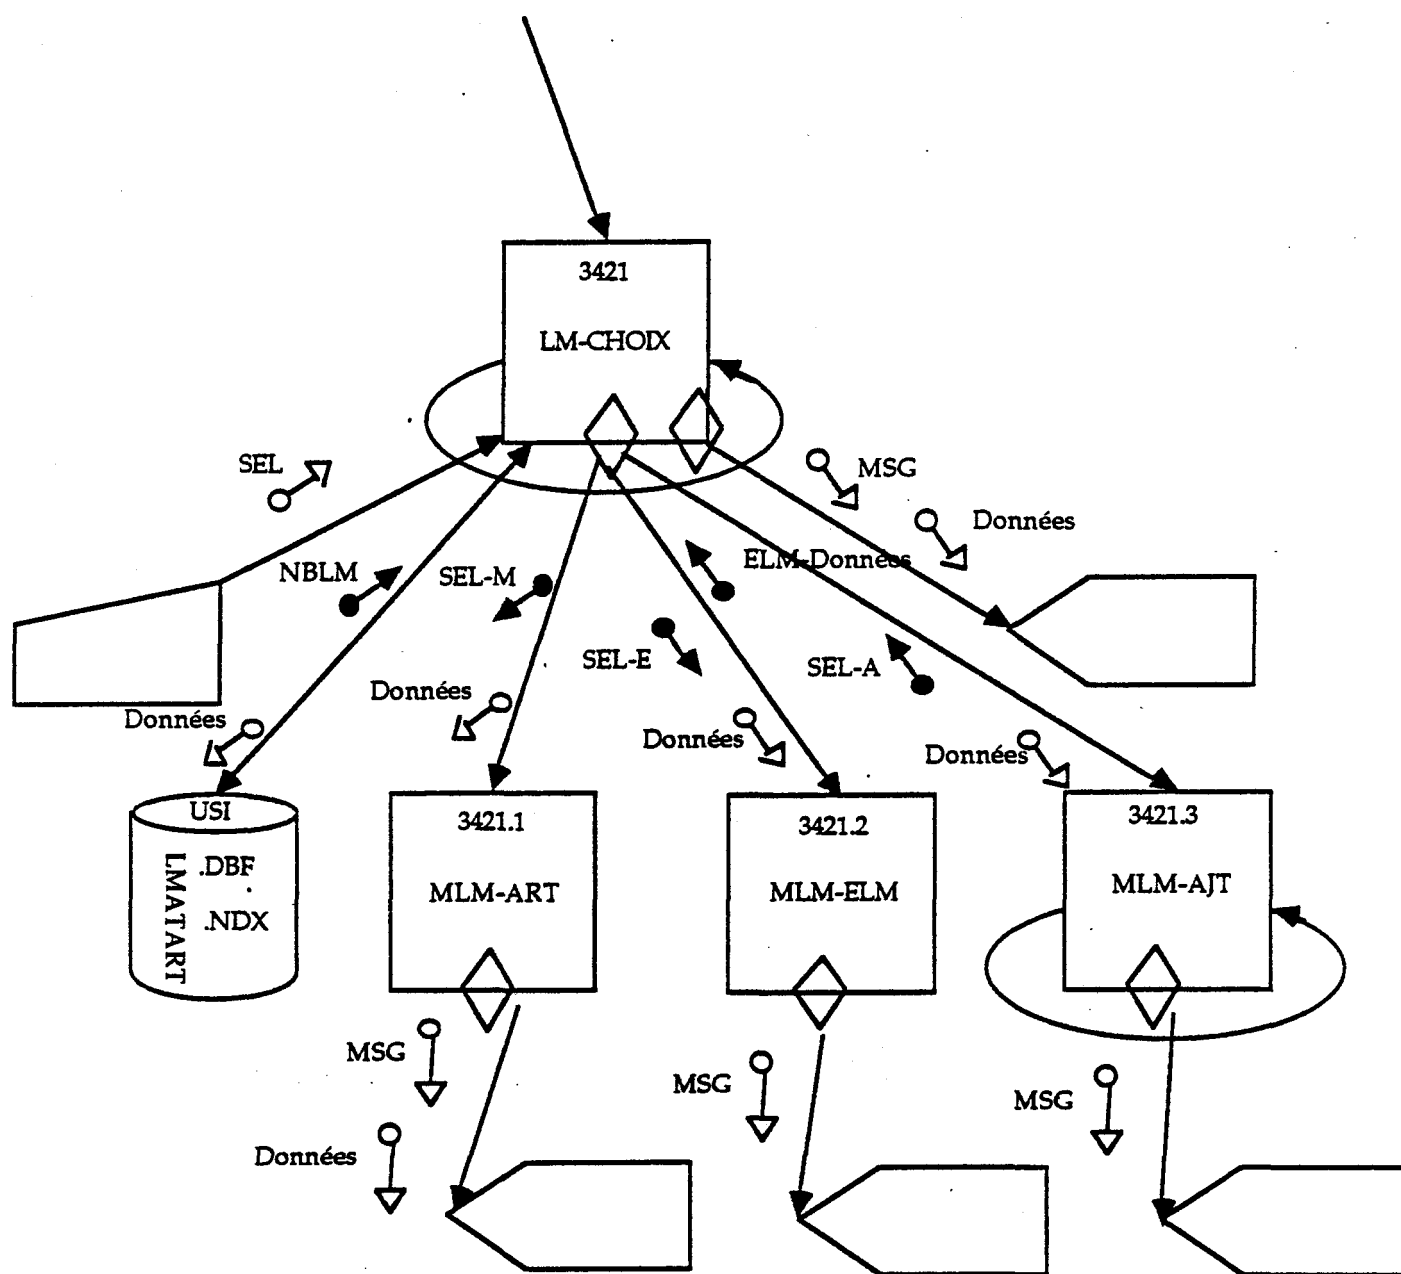 3421
LM-CHOIX
SEL
MSG
Données
NBLM
SEL-M
ELM-Données
SEL-E
SEL-A
Données
Données
Données
Données
USI
.DBF
.NDX
LMATART
3421.1
MLM-ART
3421.2
MLM-ELM
3421.3
MLM-AJT
MSG
Données
MSG
MSG